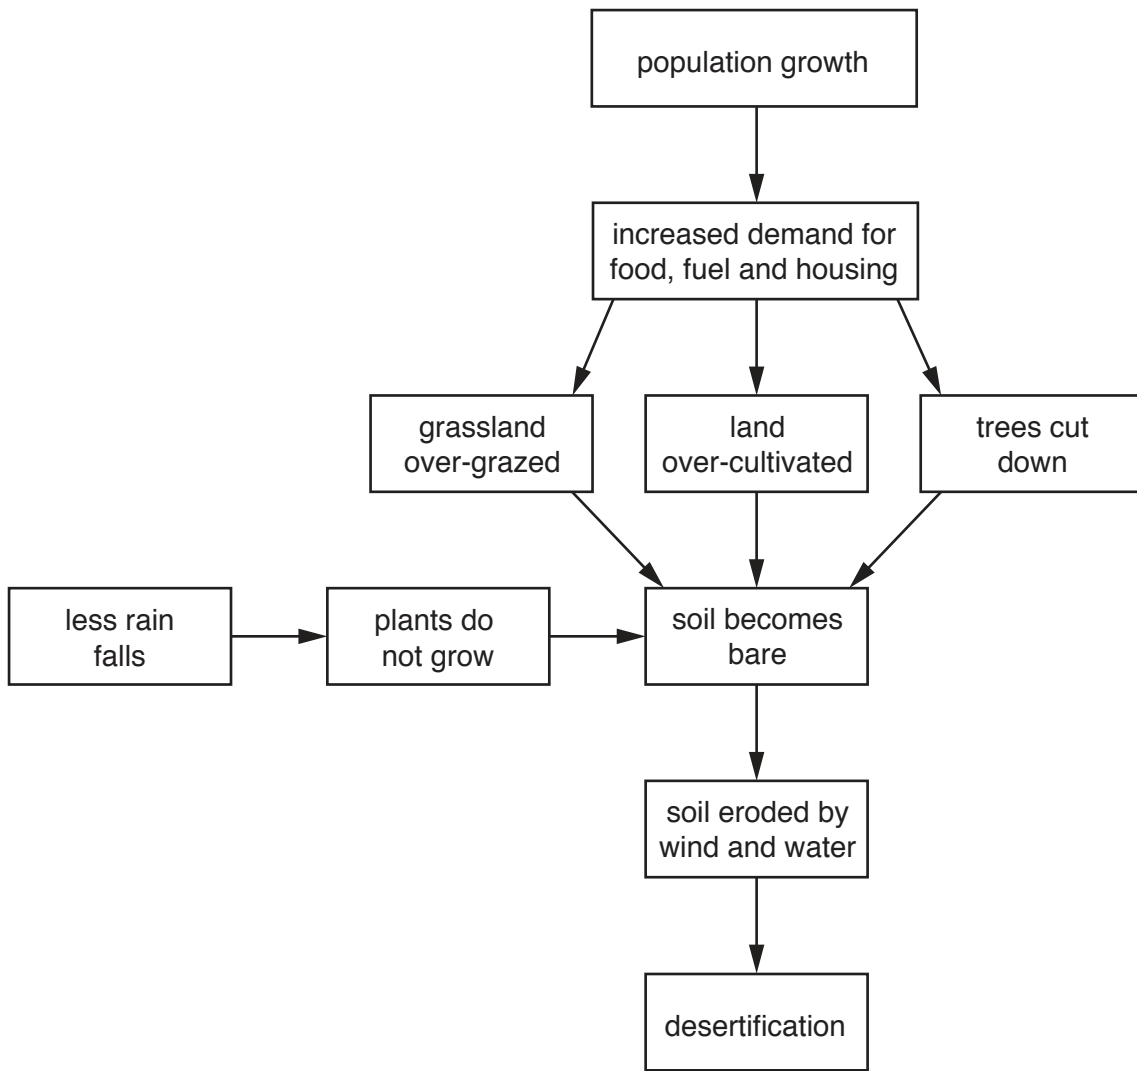 population growth
increased demand for
food, fuel and housing
grassland
over-grazed
land
over-cultivated
trees cut
down
less rain
falls
plants do
not grow
soil becomes
bare
soil eroded by
wind and water
desertification